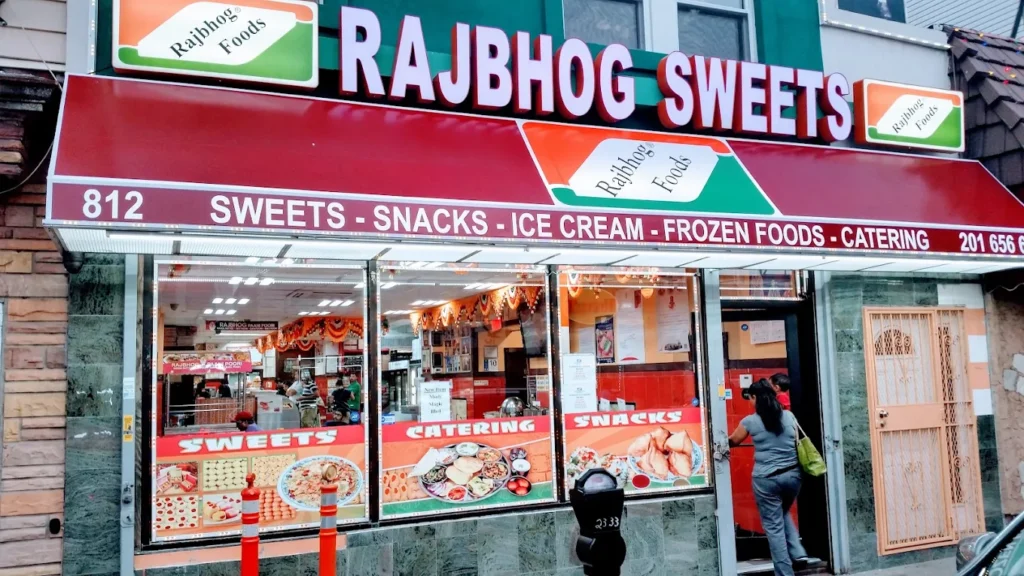 Rajbhog®
Foods
RAJBHOG SWEETS
Rajbhog
Foods
Rajbhog®
Foods
812 SWEETS - SNACKS - ICE CREAM - FROZEN FOODS - CATERING 201 656 6
SWEETS
CATERING
SNACKS
2333